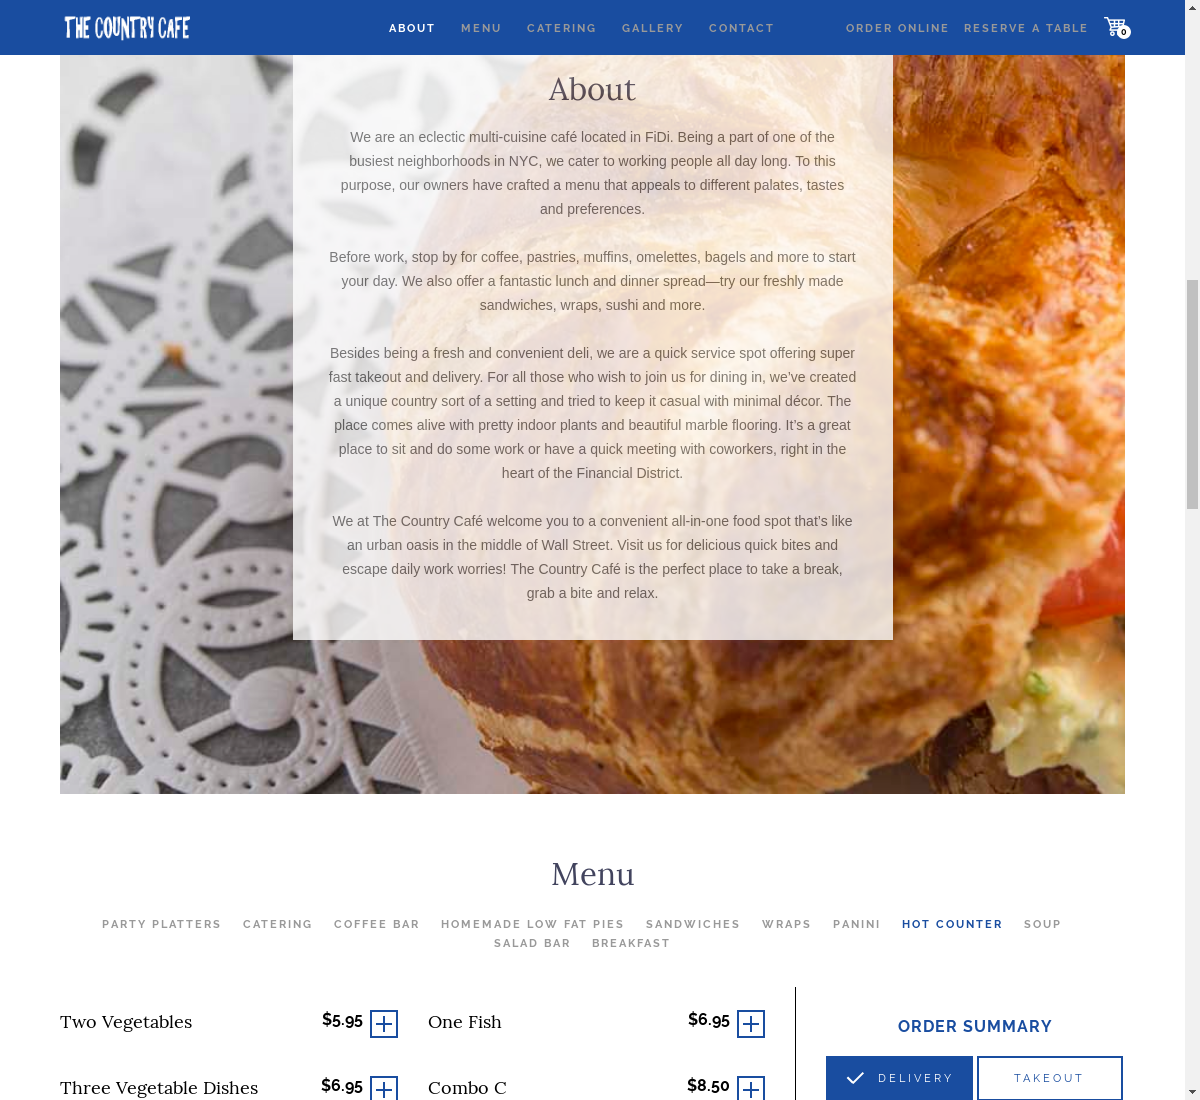 THE COUNTRY CAFE
ABOUT MENU CATERING GALLERY CONTACT ORDER ONLINE RESERVE A TABLE 0
About
We are an eclectic multi-cuisine café located in FiDi. Being a part of one of the
busiest neighborhoods in NYC, we cater to working people all day long. To this
purpose, our owners have crafted a menu that appeals to different palates, tastes
and preferences.
Before work, stop by for coffee, pastries, muffins, omelettes, bagels and more to start
your day. We also offer a fantastic lunch and dinner spread—try our freshly made
sandwiches, wraps, sushi and more.
Besides being a fresh and convenient deli, we are a quick service spot offering super
fast takeout and delivery. For all those who wish to join us for dining in, we’ve created
a unique country sort of a setting and tried to keep it casual with minimal décor. The
place comes alive with pretty indoor plants and beautiful marble flooring. It’s a great
place to sit and do some work or have a quick meeting with coworkers, right in the
heart of the Financial District.
We at The Country Café welcome you to a convenient all-in-one food spot that’s like
an urban oasis in the middle of Wall Street. Visit us for delicious quick bites and
escape daily work worries! The Country Café is the perfect place to take a break,
grab a bite and relax.
Menu
PARTY PLATTERS CATERING COFFEE BAR HOMEMADE LOW FAT PIES SANDWICHES WRAPS PANINI HOT COUNTER SOUP
SALAD BAR BREAKFAST
Two Vegetables $5.95 One Fish $6.95
ORDER SUMMARY
DELIVERY TAKEOUT
Three Vegetable Dishes $6.95 Combo C $8.50